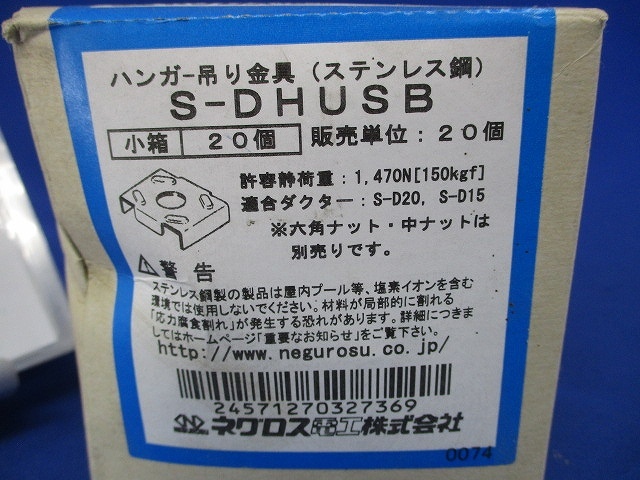 ハンガ-吊り金具（ステンレス鋼）
S-DHUSB
小箱 20個 販売単位：20個
許容静荷重：1,470N[150kgf]
適合ダクター：S-D20, S-D15
※六角ナット・中ナットは
別売りです。
警告
ステンレス鋼製の製品は屋内プール等、塩素イオンを含む
環境では使用しないでください。材料が局部的に割れる
「応力腐食割れ」が発生する恐れがあります。詳細につきま
してはホームページ「重要なお知らせ」をご覧下さい。
http://www.negurosu.co.jp/
24571270327369
ネグロス電工株式会社
0074